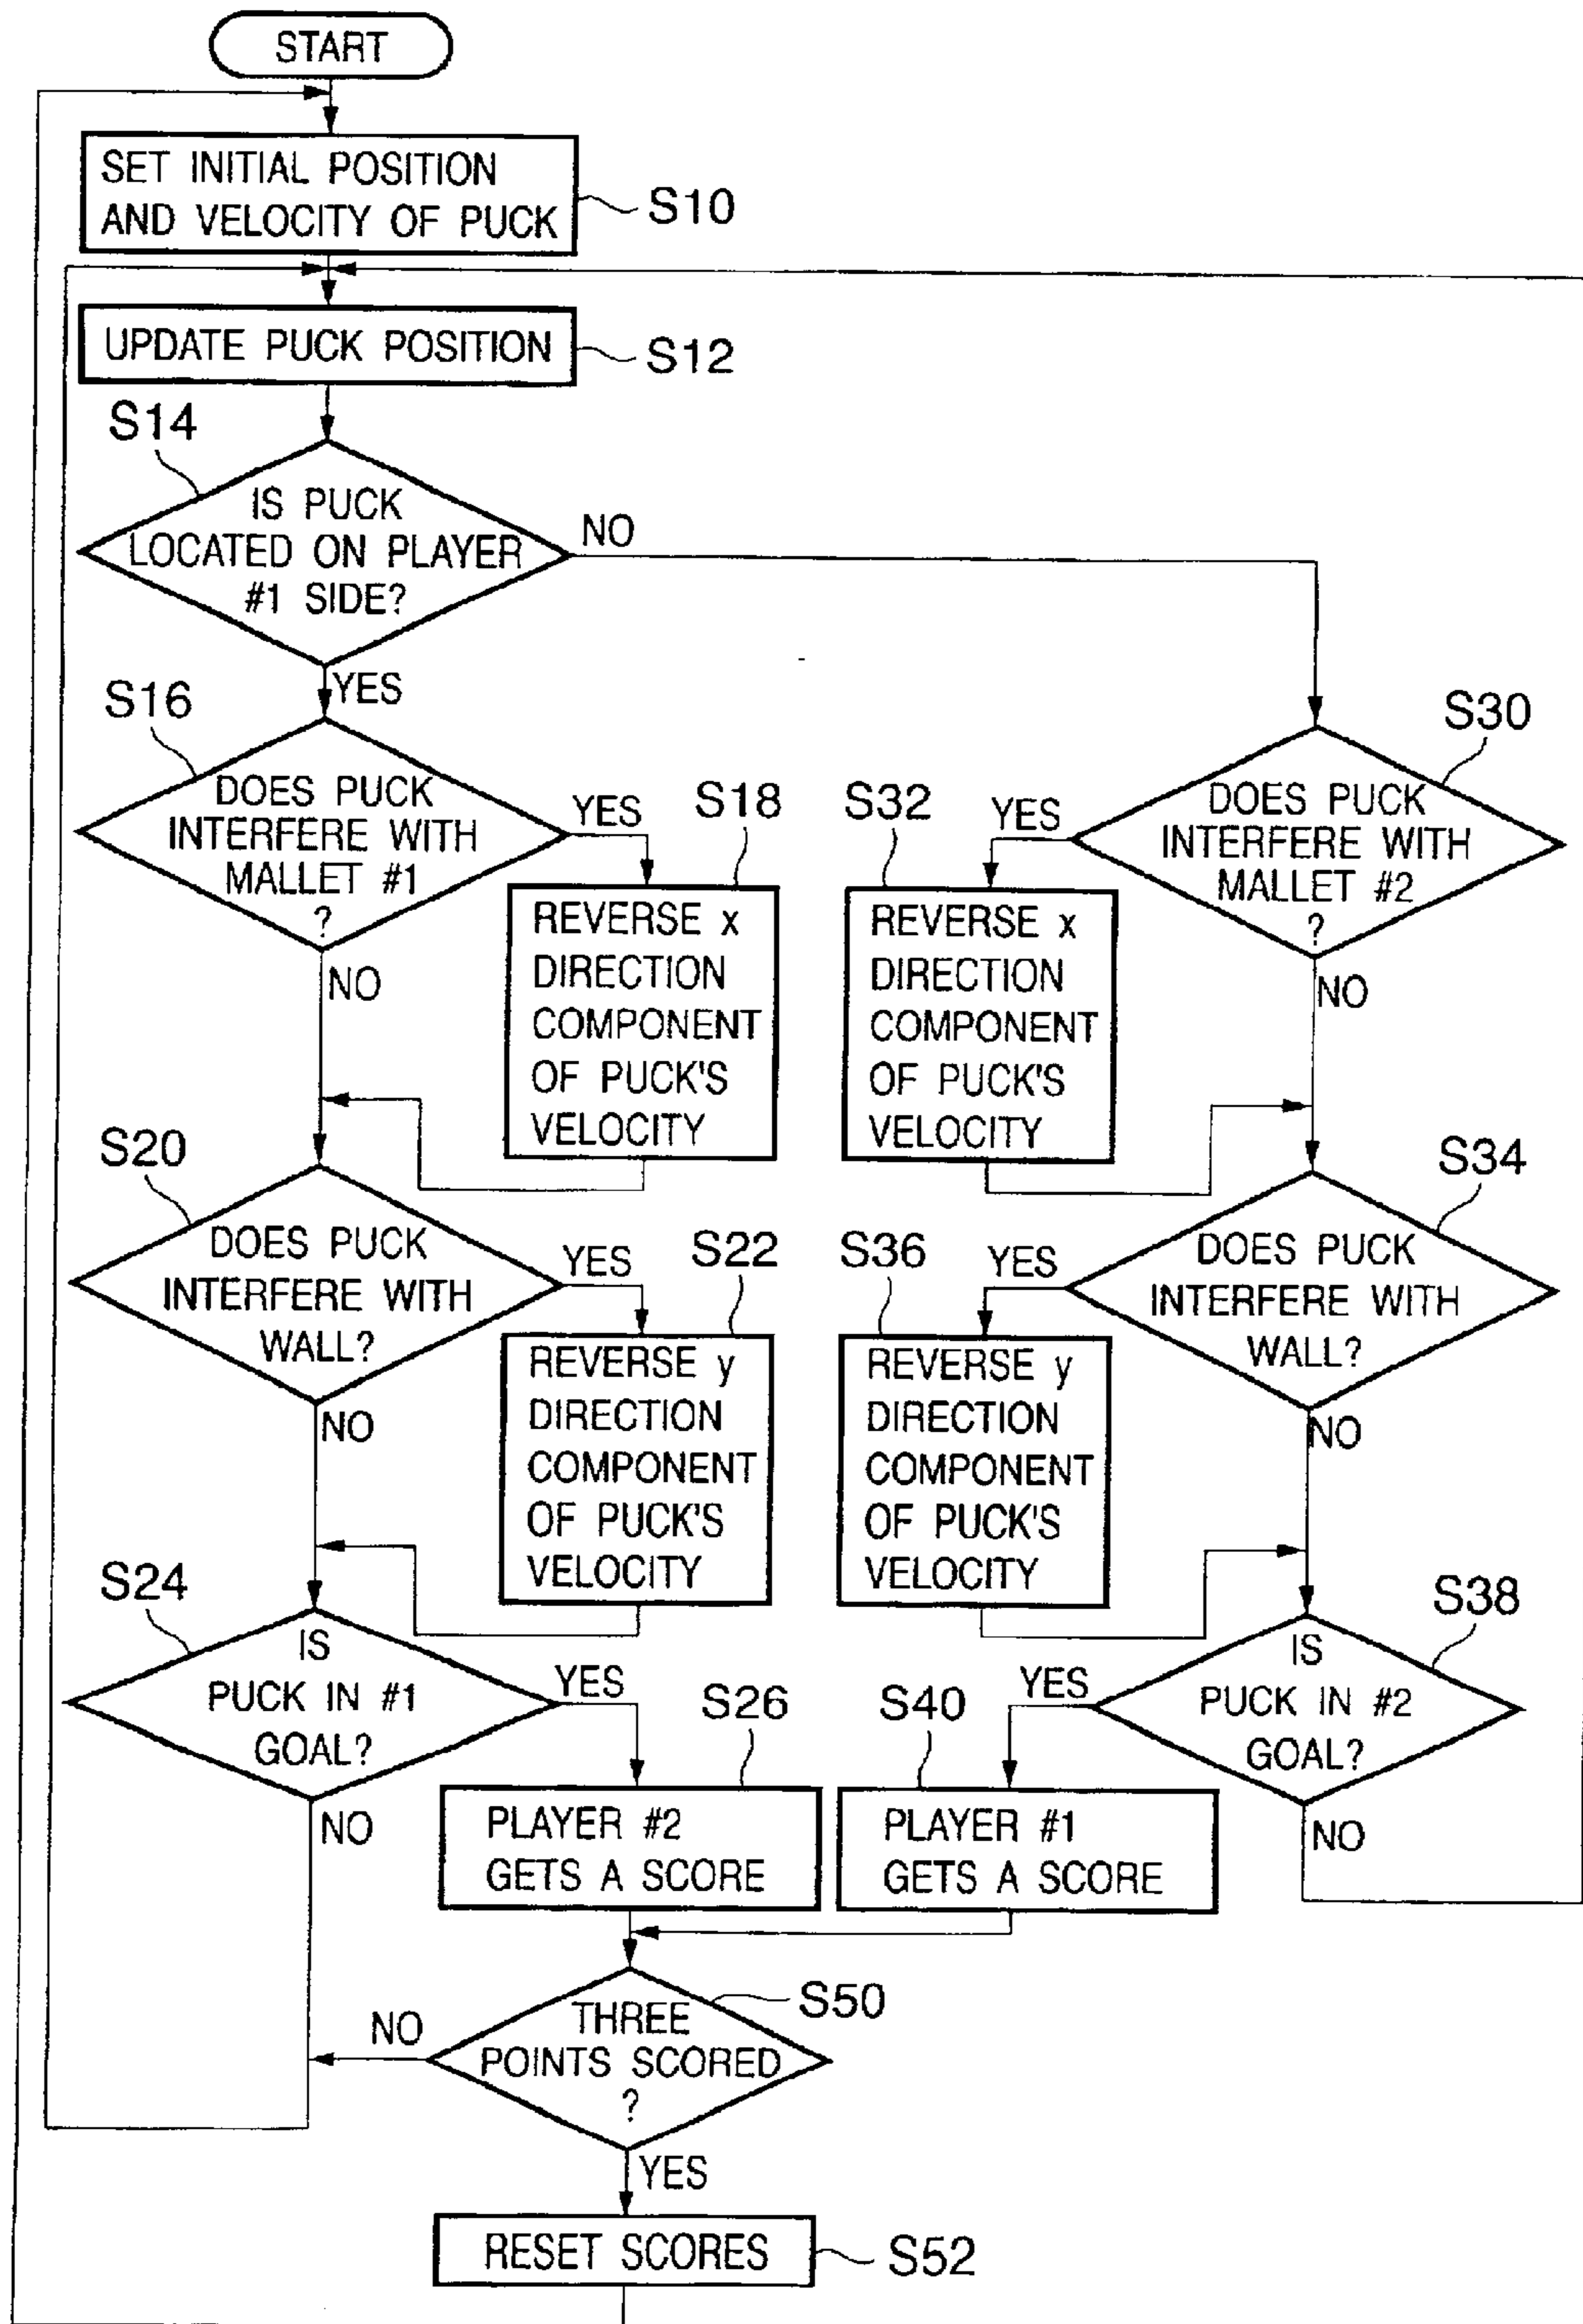 START
SET INITIAL POSITION
AND VELOCITY OF PUCK
S10
UPDATE PUCK POSITION
S12
S14
IS PUCK
LOCATED ON PLAYER
#1 SIDE?
NO
YES
S16
DOES PUCK
INTERFERE WITH
MALLET #1
?
YES
NO
S18
REVERSE x
DIRECTION
COMPONENT
OF PUCK'S
VELOCITY
S30
DOES PUCK
INTERFERE WITH
MALLET #2
?
YES
NO
S32
REVERSE x
DIRECTION
COMPONENT
OF PUCK'S
VELOCITY
S20
DOES PUCK
INTERFERE WITH
WALL?
YES
NO
S22
REVERSE y
DIRECTION
COMPONENT
OF PUCK'S
VELOCITY
S34
DOES PUCK
INTERFERE WITH
WALL?
YES
NO
S36
REVERSE y
DIRECTION
COMPONENT
OF PUCK'S
VELOCITY
S24
IS
PUCK IN #1
GOAL?
YES
NO
S26
PLAYER #2
GETS A SCORE
S38
IS
PUCK IN #2
GOAL?
YES
NO
S40
PLAYER #1
GETS A SCORE
S50
THREE
POINTS SCORED
?
NO
YES
RESET SCORES
S52